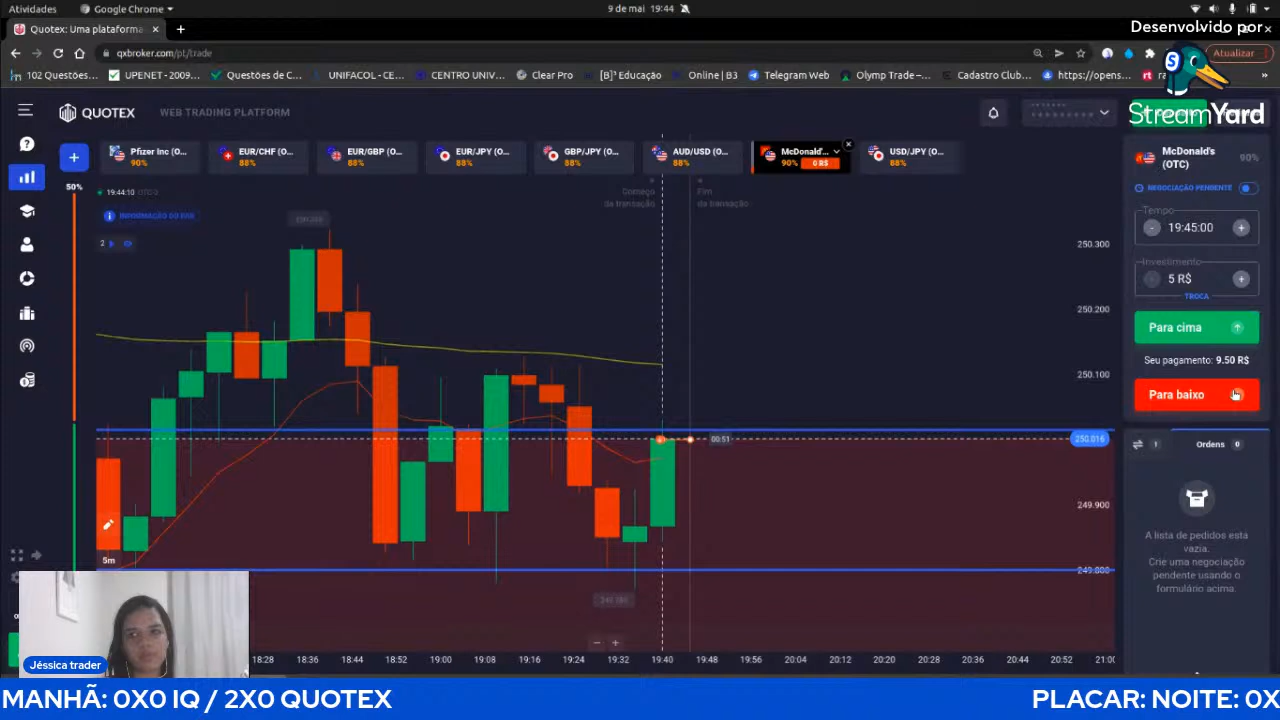 Atividades
Google Chrome
9 de mai 19:44
Desenvolvido por
Quotex: Uma plataforma
qxbroker.com/pt/trade
Atualizar
102 Questões...
UPENET - 2009...
Questões de C...
UNIFACOL - CE...
CENTRO UNIV...
Clear Pro
[B]³ Educação
Online | B3
Telegram Web
Olymp Trade –...
Cadastro Club...
https://opens...
StreamYard
QUOTEX
WEB TRADING PLATFORM
Pfizer Inc (O...
90%
EUR/CHF (O...
88%
EUR/GBP (O...
88%
EUR/JPY (O...
88%
GBP/JPY (O...
88%
AUD/USD (O...
88%
McDonald'...
90% 0 R$
USD/JPY (O...
88%
McDonald's
(OTC)
90%
50%
19:44:10
Começo
da transação
Fim
da transação
NEGOCIAÇÃO PENDENTE
INFORMAÇÃO DO PAR
2
Tempo
- 19:45:00 +
Investimento
- 5 R$ +
TROCA
Para cima
Seu pagamento: 9.50 R$
Para baixo
250.300
250.200
250.100
250.016
249.900
249.800
00:51
1
Ordens 0
A lista de pedidos está
vazia.
Crie uma negociação
pendente usando o
formulário acima.
5m
18:28
18:36
18:44
18:52
19:00
19:08
19:16
19:24
19:32
19:40
19:48
19:56
20:04
20:12
20:20
20:28
20:36
20:44
20:52
21:00
Jéssica trader
MANHÃ: 0X0 IQ / 2X0 QUOTEX
PLACAR: NOITE: 0X